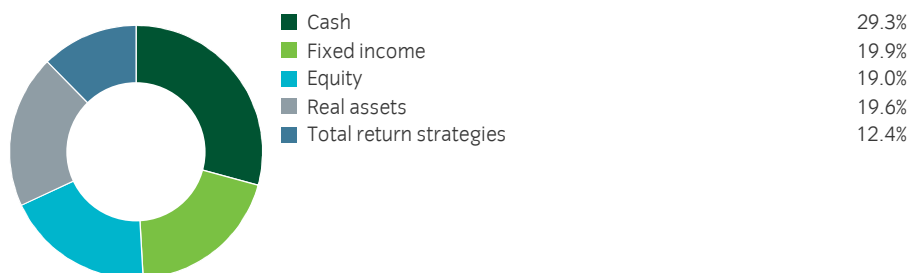 Cash 29.3%
Fixed income 19.9%
Equity 19.0%
Real assets 19.6%
Total return strategies 12.4%